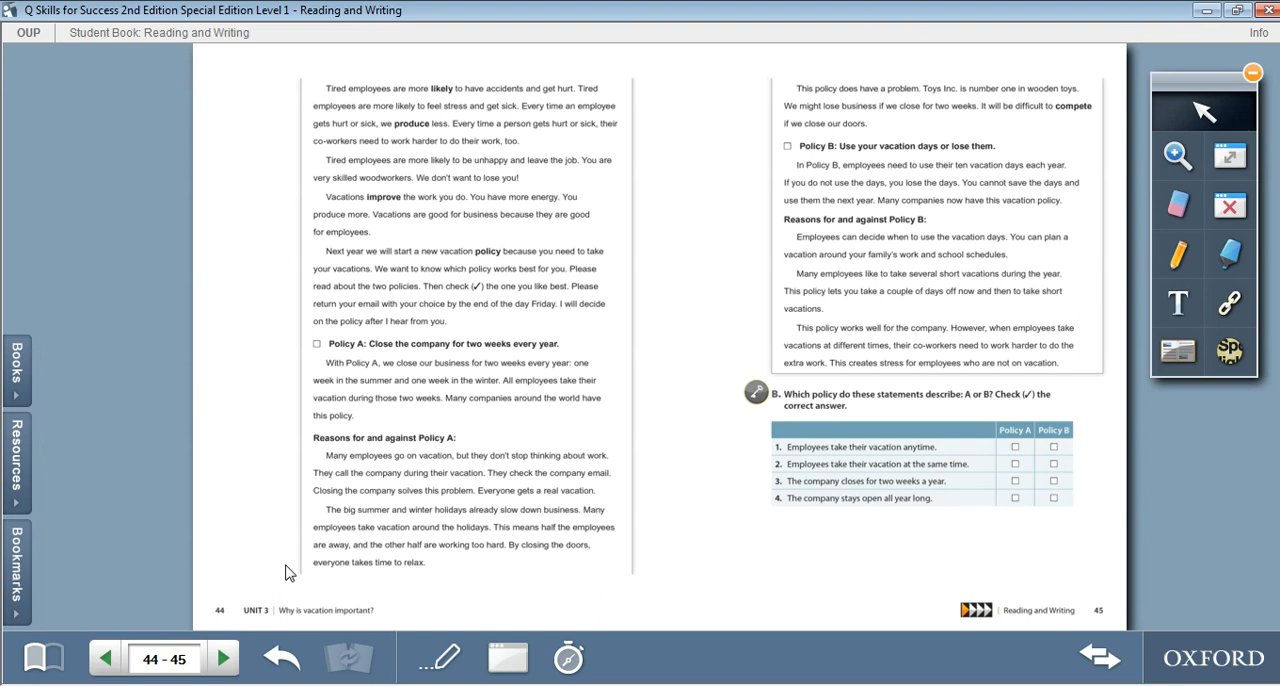 Q Skills for Success 2nd Edition Special Edition Level 1 - Reading and Writing
OUP
Student Book: Reading and Writing
Info
Tired employees are more likely to have accidents and get hurt. Tired
employees are more likely to feel stress and get sick. Every time an employee
gets hurt or sick, we produce less. Every time a person gets hurt or sick, their
co-workers need to work harder to do their work, too.
Tired employees are more likely to be unhappy and leave the job. You are
very skilled woodworkers. We don't want to lose you!
Vacations improve the work you do. You have more energy. You
produce more. Vacations are good for business because they are good
for employees.
Next year we will start a new vacation policy because you need to take
your vacations. We want to know which policy works best for you. Please
read about the two policies. Then check (✓) the one you like best. Please
return your email with your choice by the end of the day Friday. I will decide
on the policy after I hear from you.
☐ Policy A: Close the company for two weeks every year.
With Policy A, we close our business for two weeks every year: one
week in the summer and one week in the winter. All employees take their
vacation during those two weeks. Many companies around the world have
this policy.
Reasons for and against Policy A:
Many employees go on vacation, but they don't stop thinking about work.
They call the company during their vacation. They check the company email.
Closing the company solves this problem. Everyone gets a real vacation.
The big summer and winter holidays already slow down business. Many
employees take vacation around the holidays. This means half the employees
are away, and the other half are working too hard. By closing the doors,
everyone takes time to relax.
44 UNIT 3 | Why is vacation important?
This policy does have a problem. Toys Inc. is number one in wooden toys.
We might lose business if we close for two weeks. It will be difficult to compete
if we close our doors.
☐ Policy B: Use your vacation days or lose them.
In Policy B, employees need to use their ten vacation days each year.
If you do not use the days, you lose the days. You cannot save the days and
use them the next year. Many companies now have this vacation policy.
Reasons for and against Policy B:
Employees can decide when to use the vacation days. You can plan a
vacation around your family's work and school schedules.
Many employees like to take several short vacations during the year.
This policy lets you take a couple of days off now and then to take short
vacations.
This policy works well for the company. However, when employees take
vacations at different times, their co-workers need to work harder to do the
extra work. This creates stress for employees who are not on vacation.
B. Which policy do these statements describe: A or B? Check (✓) the
correct answer.
Policy A Policy B
1. Employees take their vacation anytime. ☐ ☐
2. Employees take their vacation at the same time. ☐ ☐
3. The company closes for two weeks a year. ☐ ☐
4. The company stays open all year long. ☐ ☐
| Reading and Writing 45
Books
Resources
Bookmarks
T
spo
44 - 45
OXFORD